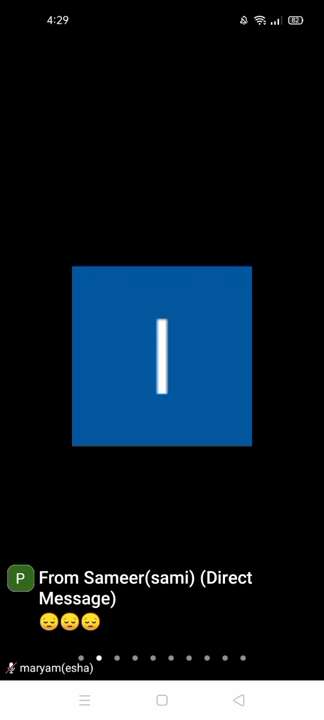 4:29
82
I
P
From Sameer(sami) (Direct
Message)
😔😔😔
maryam(esha)